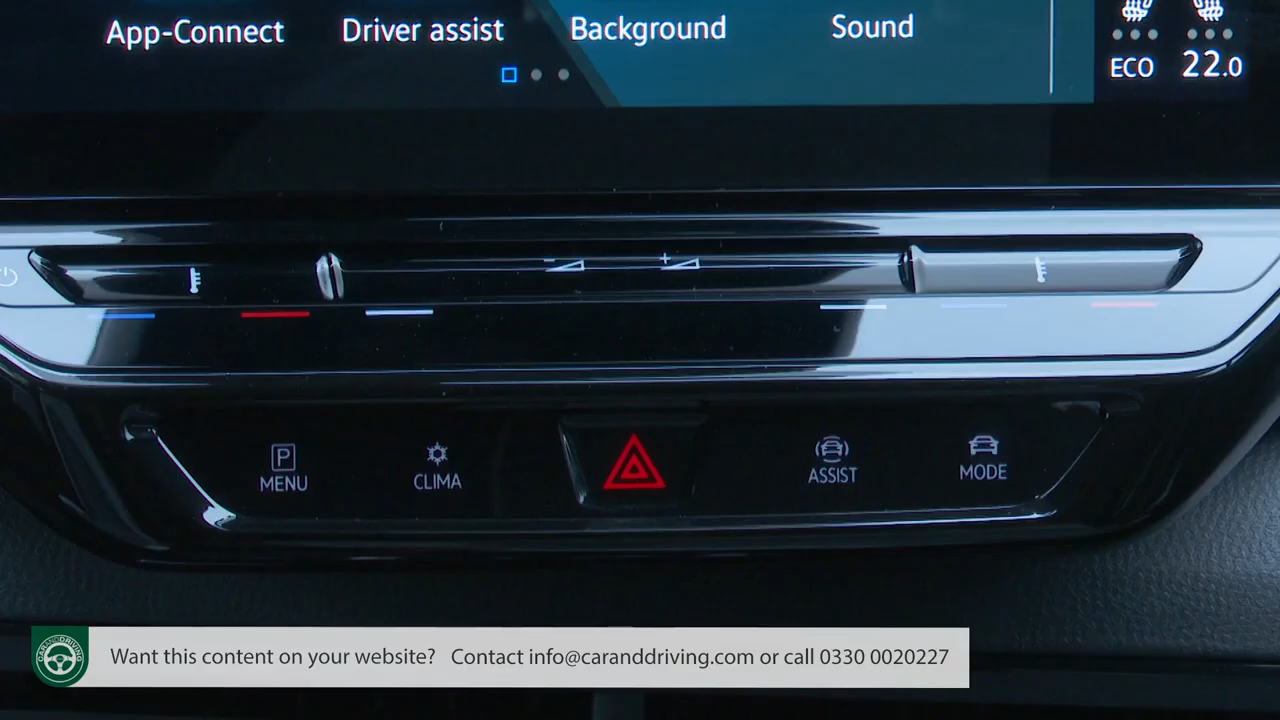 App-Connect Driver assist Background Sound
ECO 22.0
P
MENU CLIMA ASSIST MODE
CARANDDRIVING
Want this content on your website? Contact info@caranddriving.com or call 0330 0020227